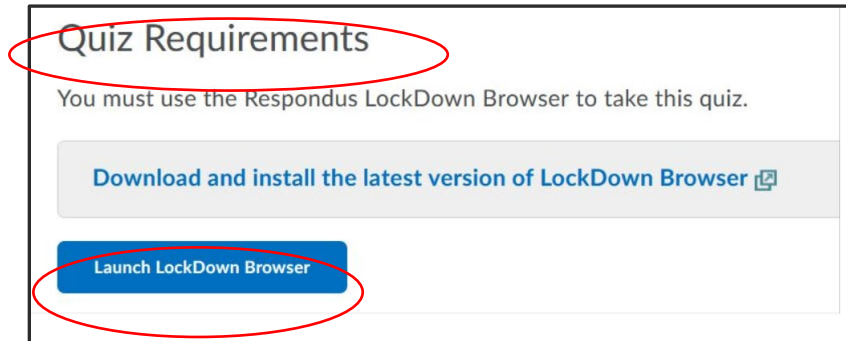 Quiz Requirements
You must use the Respondus LockDown Browser to take this quiz.
Download and install the latest version of LockDown Browser
Launch LockDown Browser